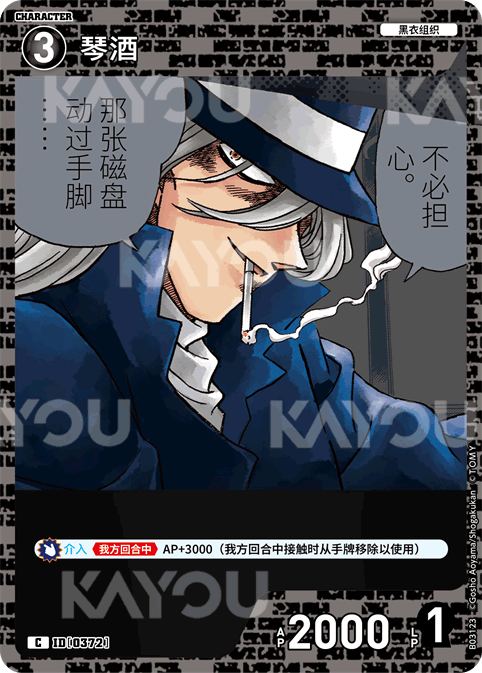 CHARACTER
3
琴酒
黑衣组织
不必担
心。
那张磁盘
动过手脚
……
KAYOU
KAYOU
KAYOU
KAYOU
KAYOU
KAYOU
介入 我方回合中 AP+3000（我方回合中接触时从手牌移除以使用）
C ID[0372]
AP 2000 LP 1
B03123 ©Gosho Aoyama/Shogakukan ©TOMY